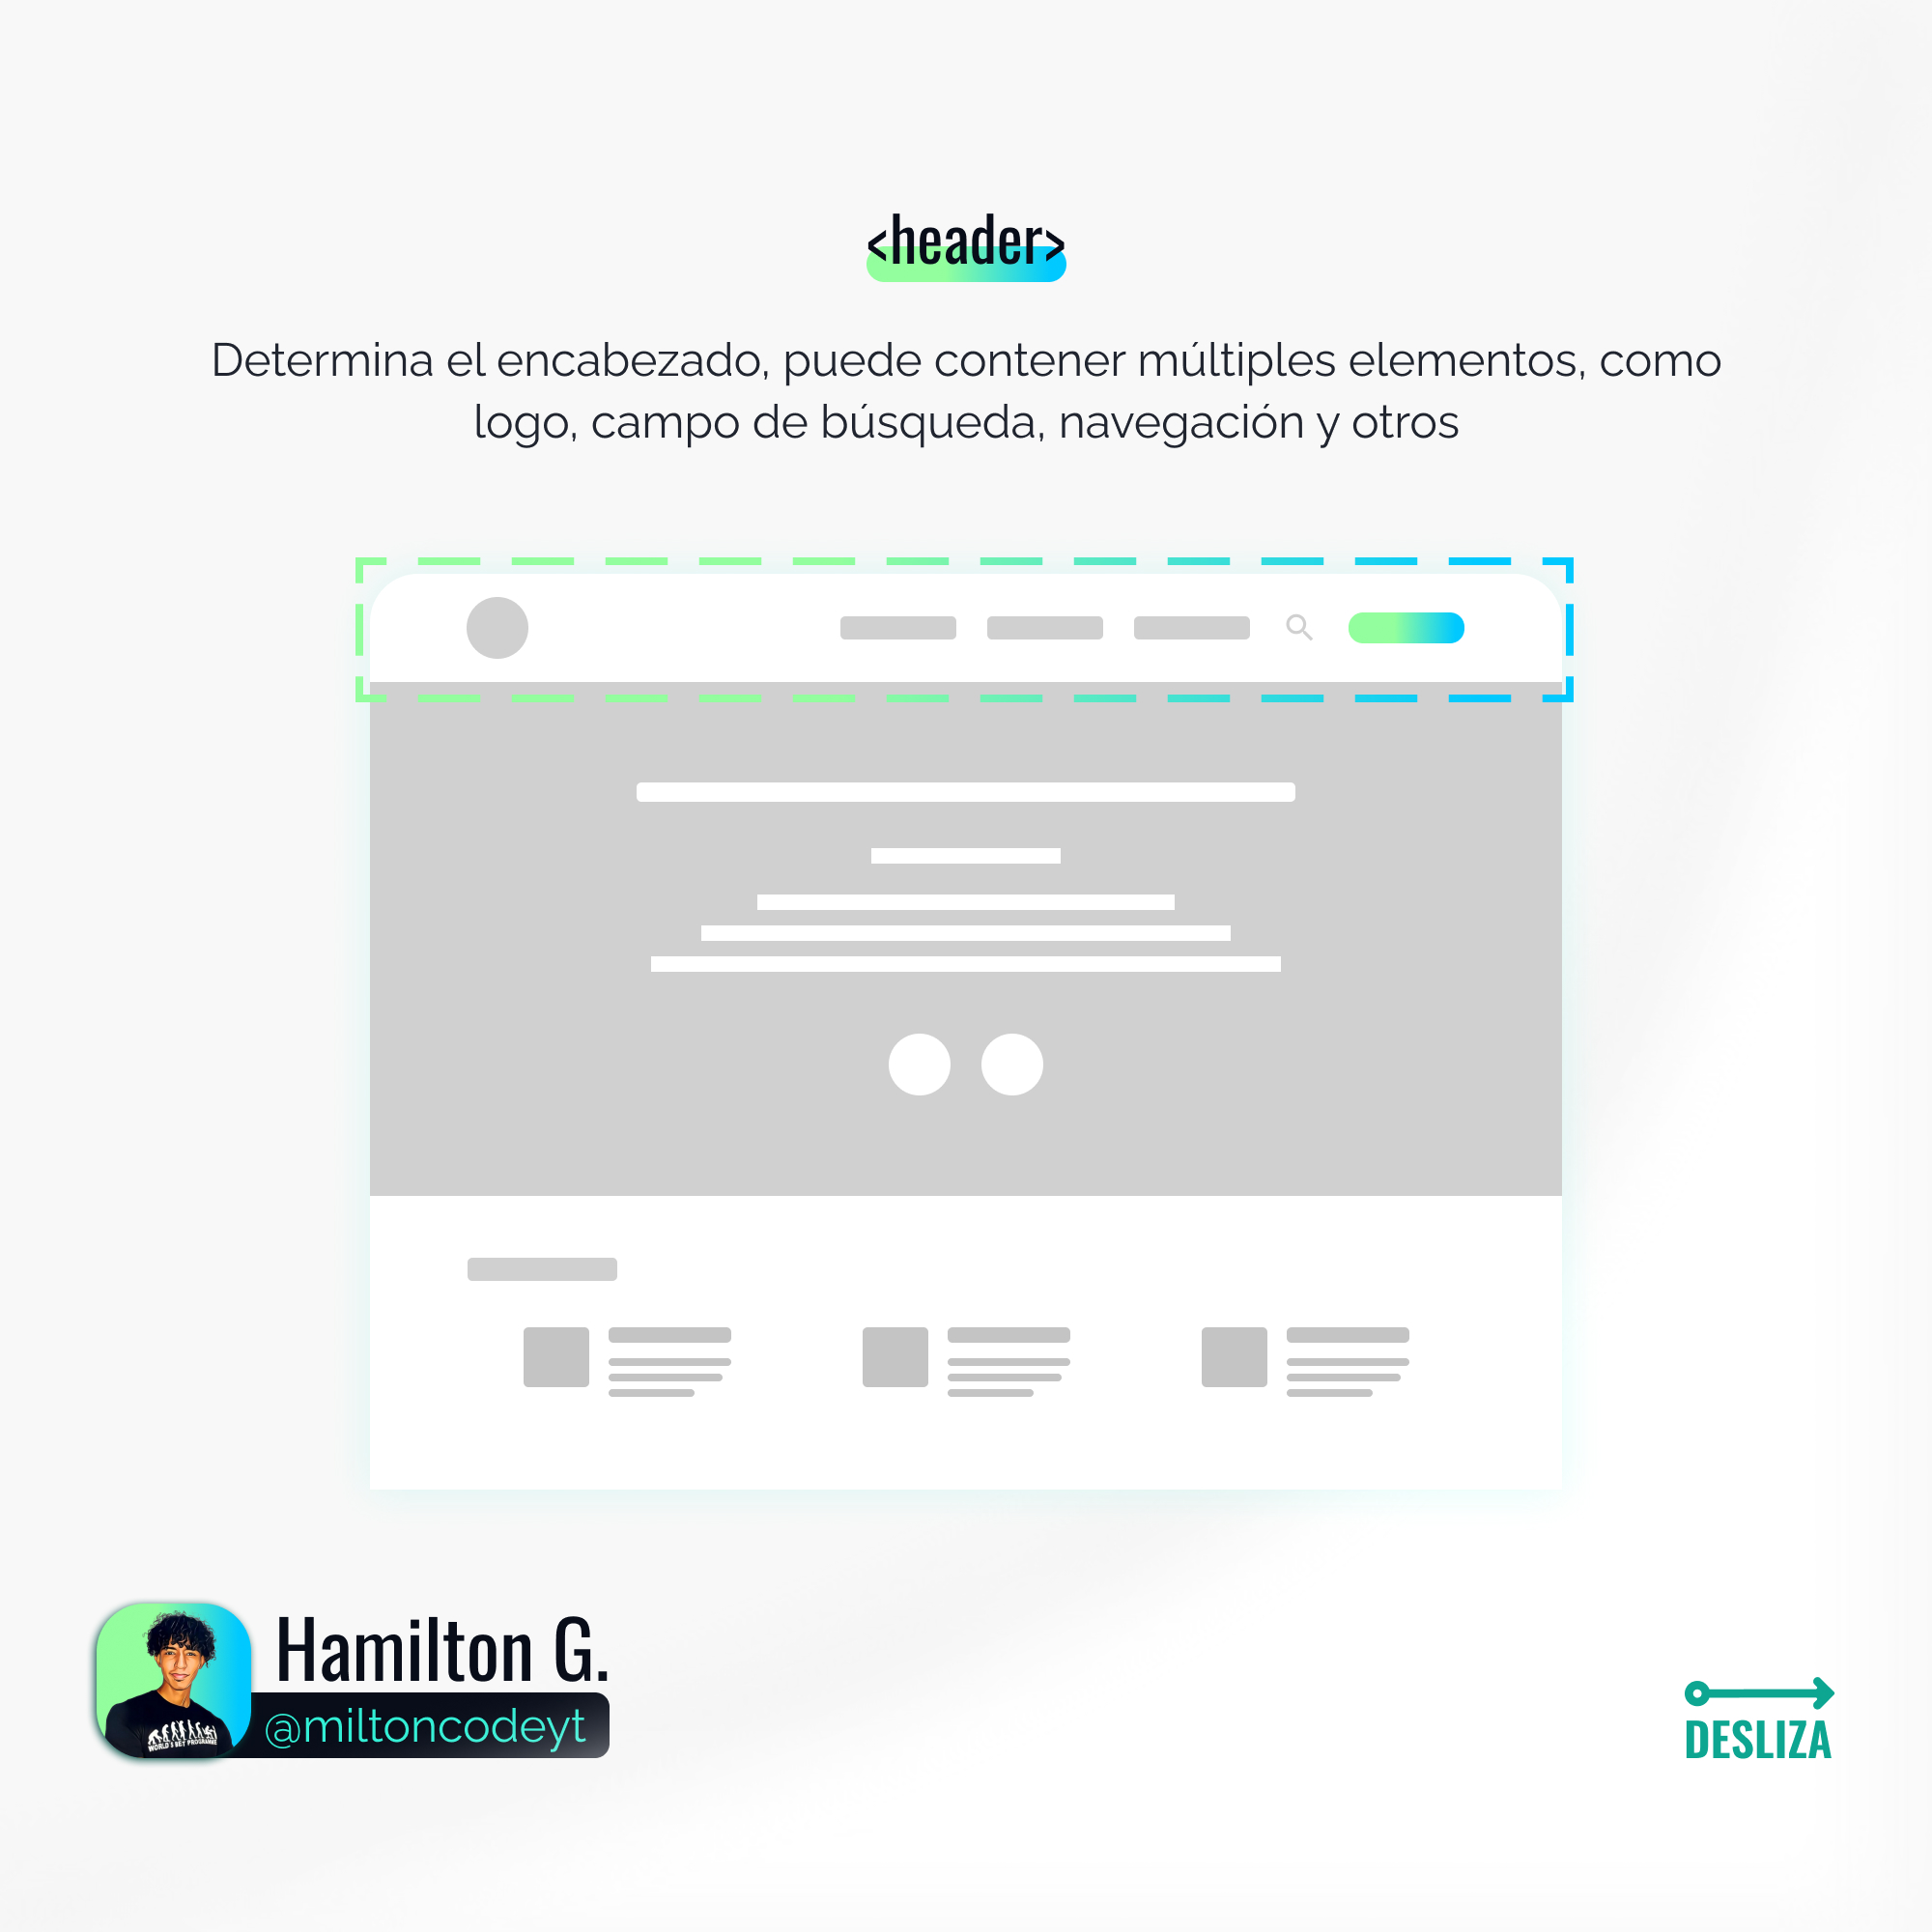 <header>
Determina el encabezado, puede contener múltiples elementos, como
logo, campo de búsqueda, navegación y otros
Hamilton G.
@miltoncodeyt
DESLIZA